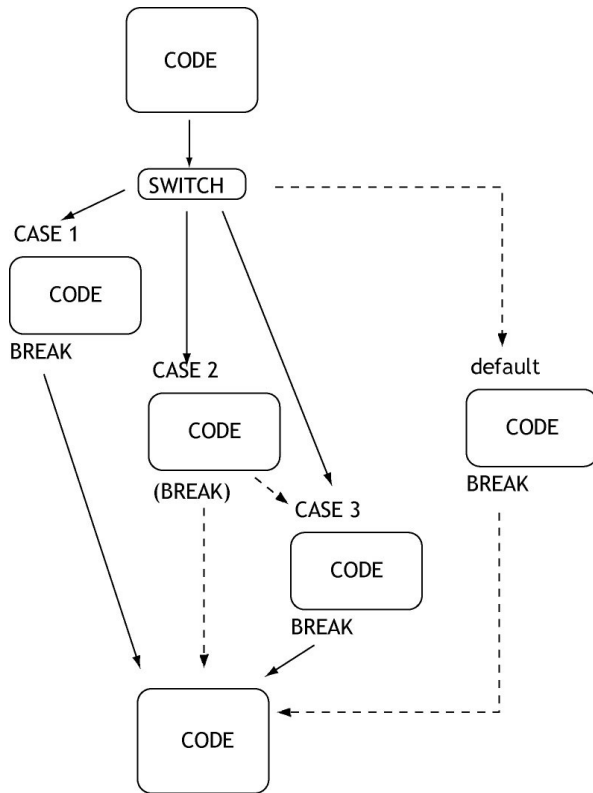 CODE
SWITCH
CASE 1
CODE
BREAK
CASE 2
CODE
(BREAK)
CASE 3
CODE
BREAK
default
CODE
BREAK
CODE